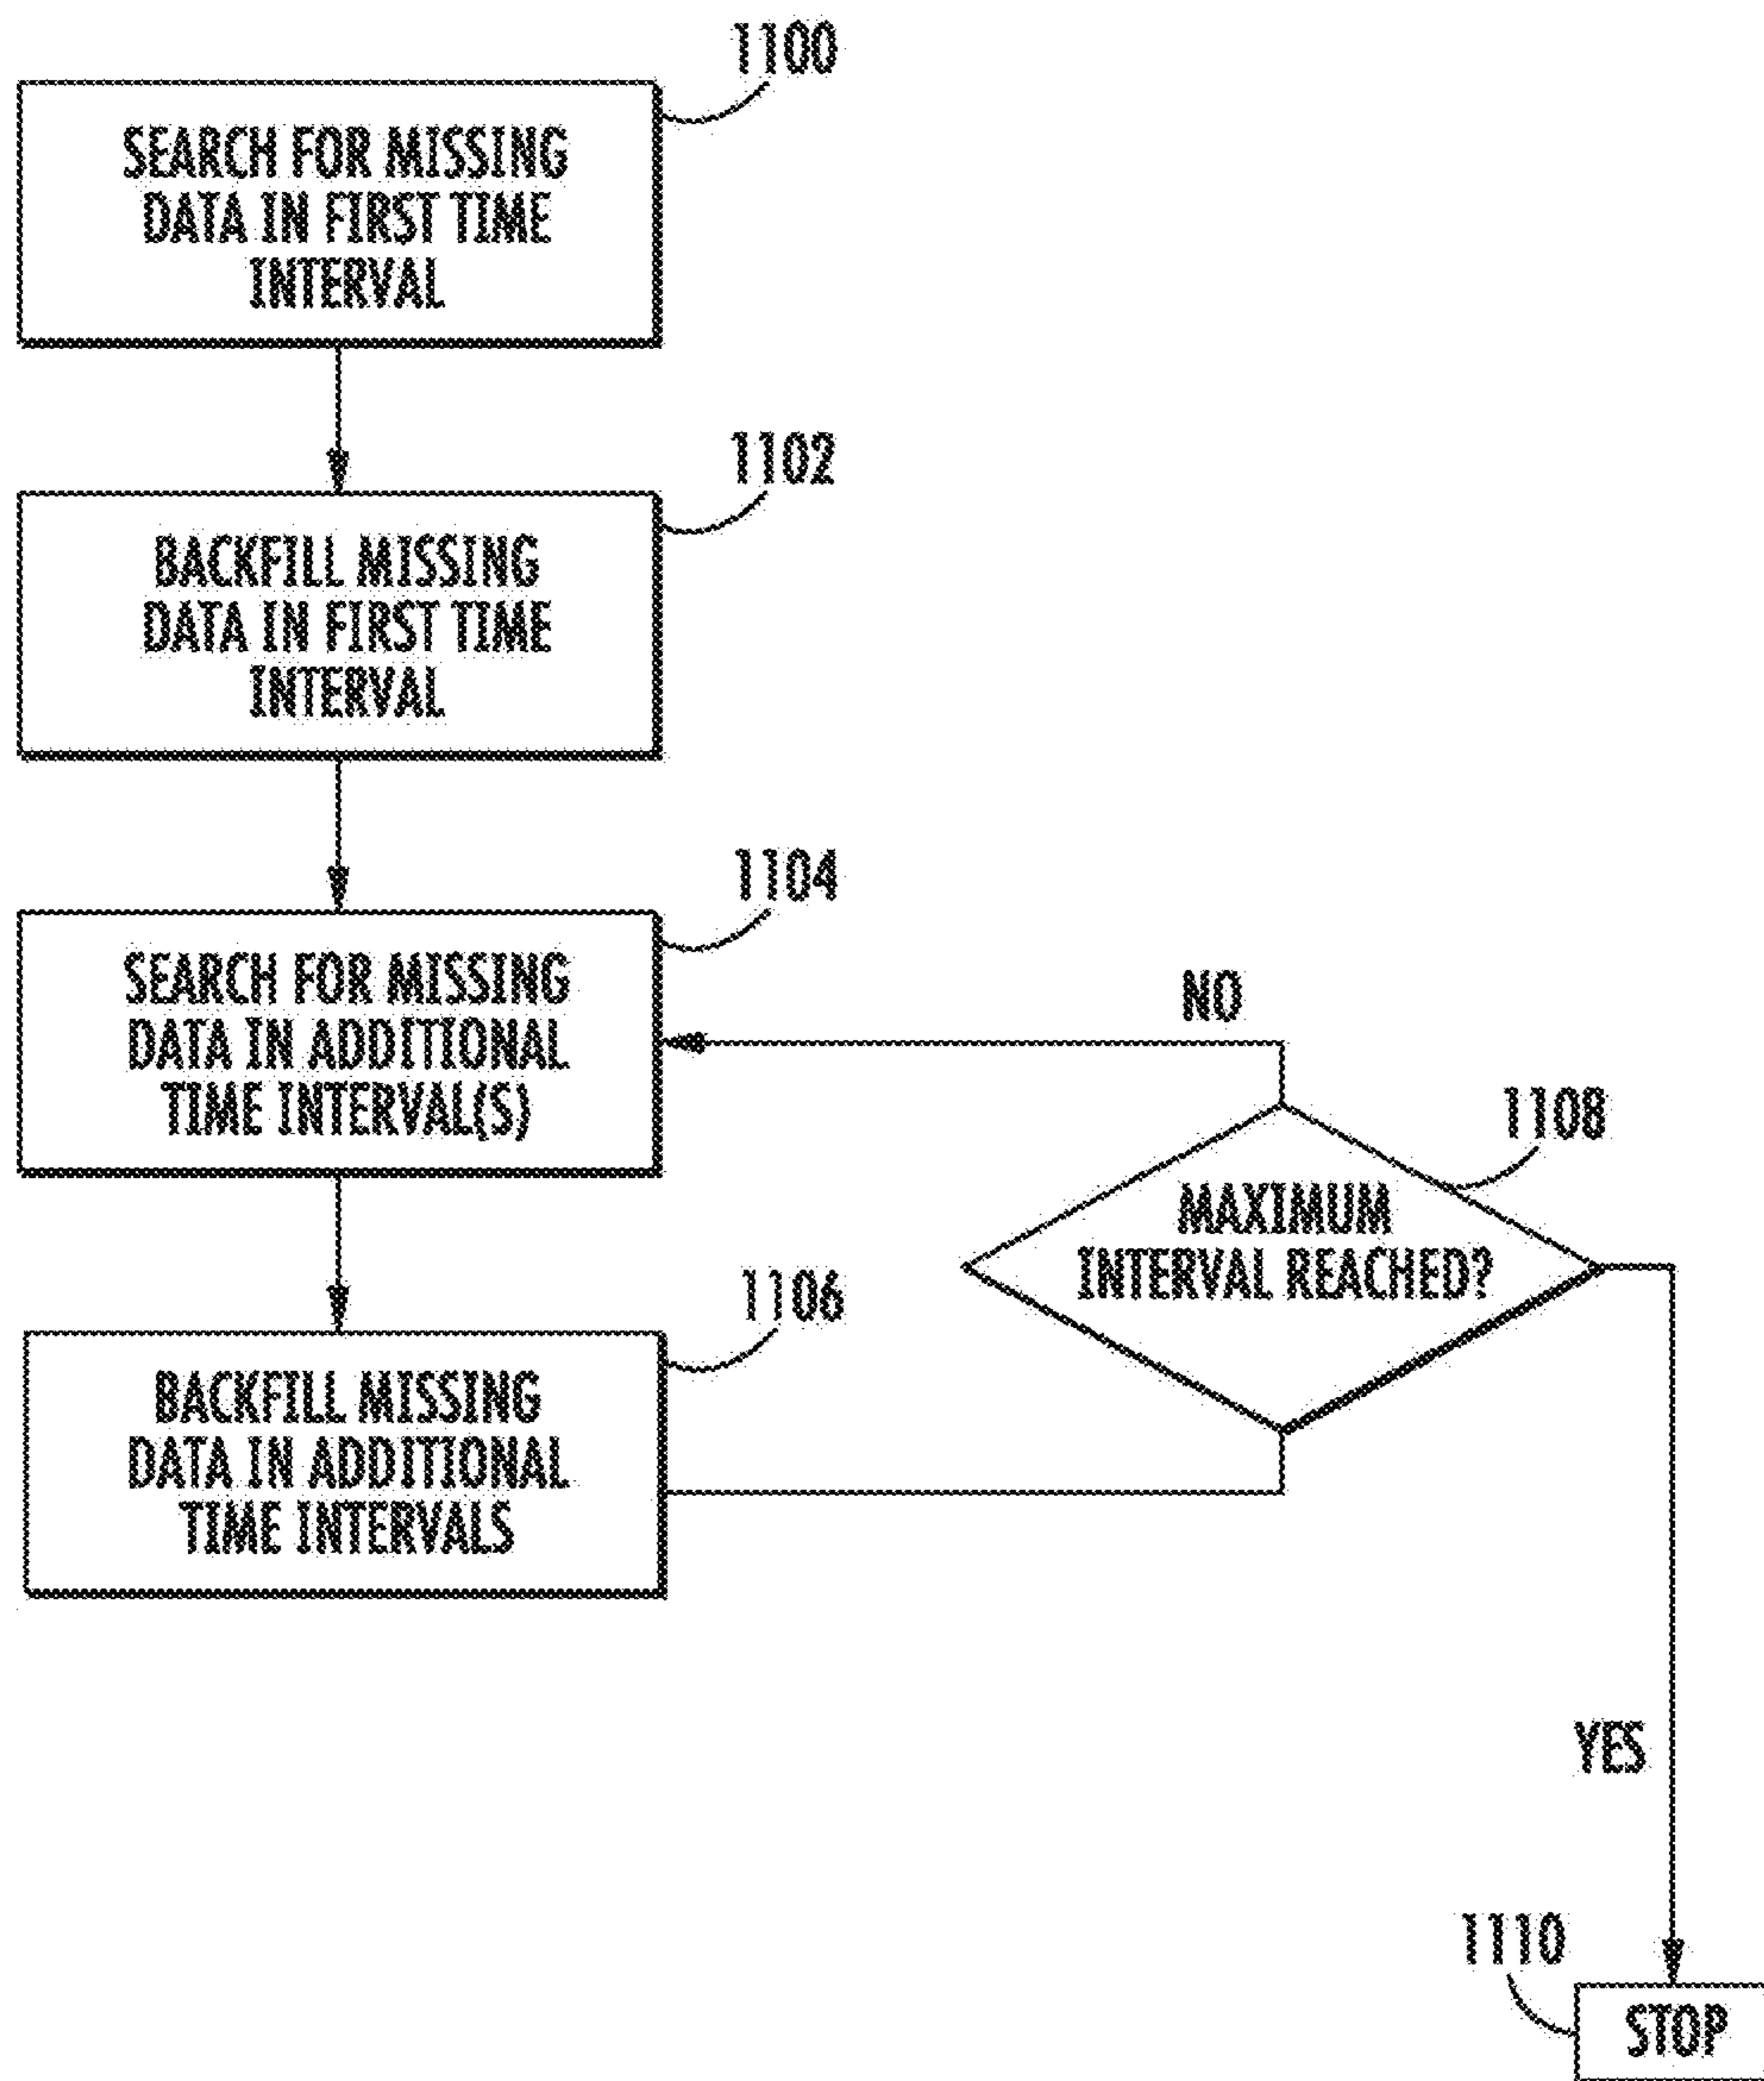 1100
SEARCH FOR MISSING
DATA IN FIRST TIME
INTERVAL
1102
BACKFILL MISSING
DATA IN FIRST TIME
INTERVAL
1104
SEARCH FOR MISSING
DATA IN ADDITIONAL
TIME INTERVAL(S)
NO
1108
MAXIMUM
INTERVAL REACHED?
1106
BACKFILL MISSING
DATA IN ADDITIONAL
TIME INTERVALS
YES
1110
STOP